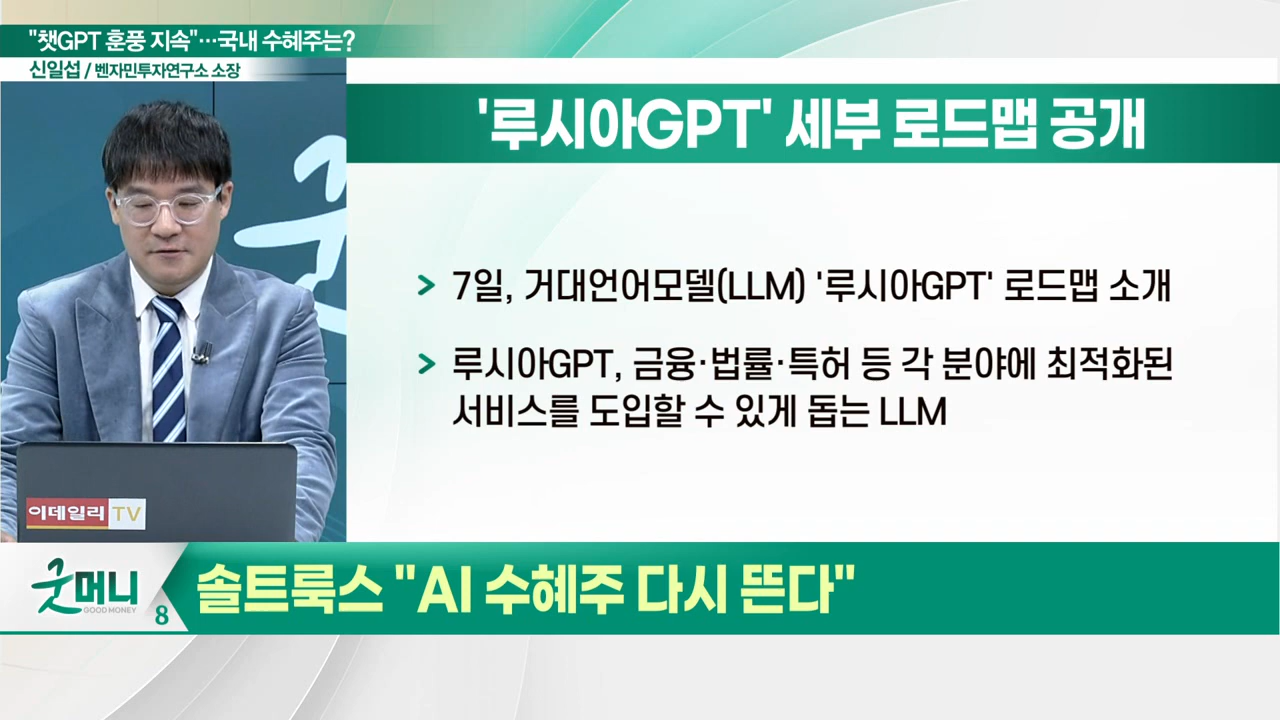 "챗GPT 훈풍 지속"…국내 수혜주는?
신일섭 / 벤자민투자연구소 소장
'루시아GPT' 세부 로드맵 공개
> 7일, 거대언어모델(LLM) '루시아GPT' 로드맵 소개
> 루시아GPT, 금융·법률·특허 등 각 분야에 최적화된
서비스를 도입할 수 있게 돕는 LLM
이데일리 TV
굿머니
GOOD MONEY
8
솔트룩스 "AI 수혜주 다시 뜬다"